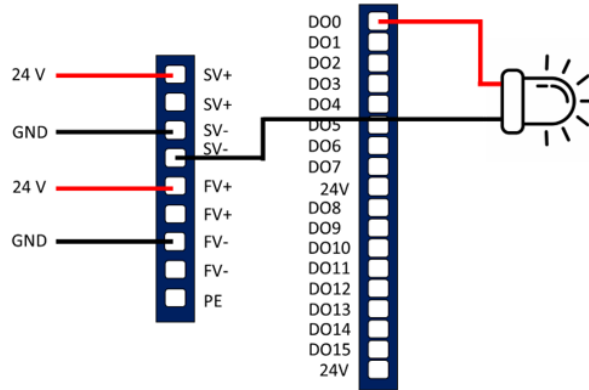 24 V
GND
24 V
GND
SV+
SV+
SV-
SV-
FV+
FV+
FV-
FV-
PE
DO0
DO1
DO2
DO3
DO4
DO5
DO6
DO7
24V
DO8
DO9
DO10
DO11
DO12
DO13
DO14
DO15
24V